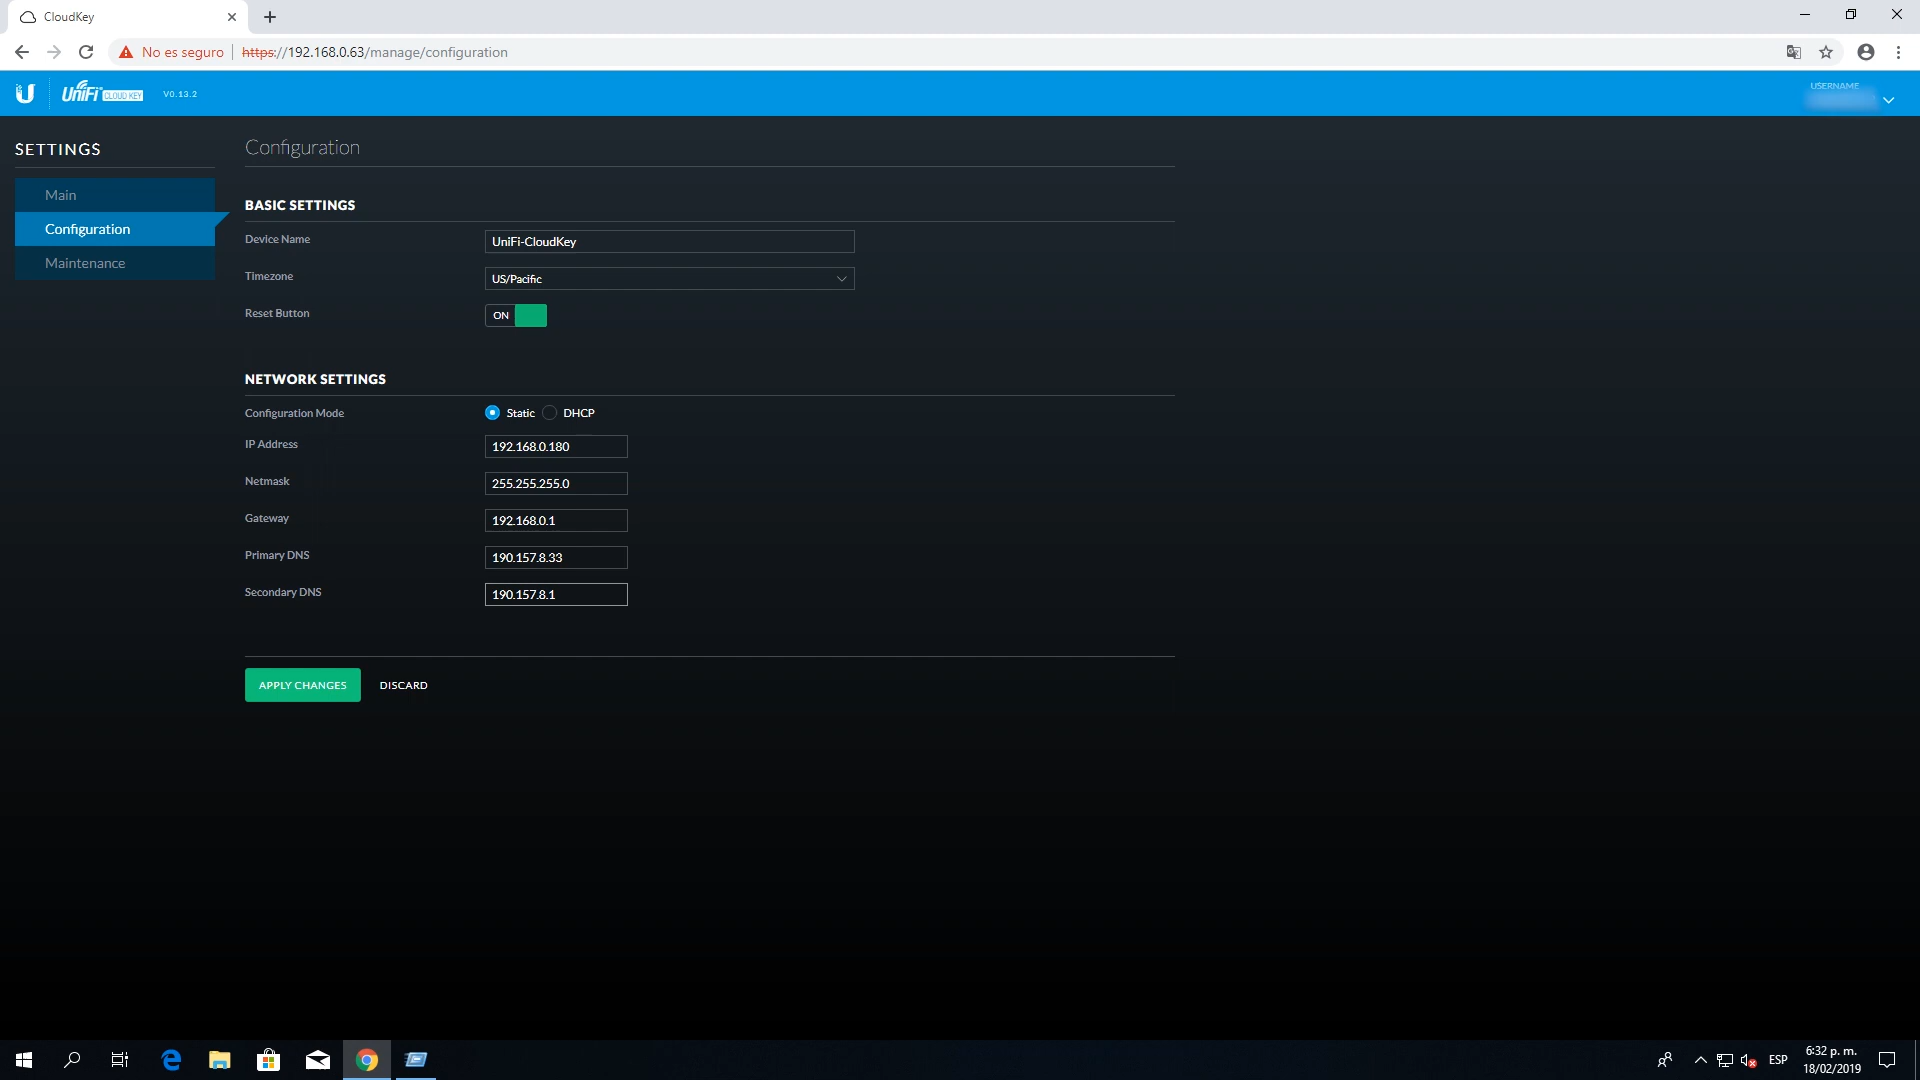 CloudKey
No es seguro https://192.168.0.63/manage/configuration
UniFi CLOUD KEY V0.13.2
USERNAME
SETTINGS
Main
Configuration
Maintenance
Configuration
BASIC SETTINGS
Device Name UniFi-CloudKey
Timezone US/Pacific
Reset Button ON
NETWORK SETTINGS
Configuration Mode Static DHCP
IP Address 192.168.0.180
Netmask 255.255.255.0
Gateway 192.168.0.1
Primary DNS 190.157.8.33
Secondary DNS 190.157.8.1
APPLY CHANGES DISCARD
ESP
6:32 p. m.
18/02/2019